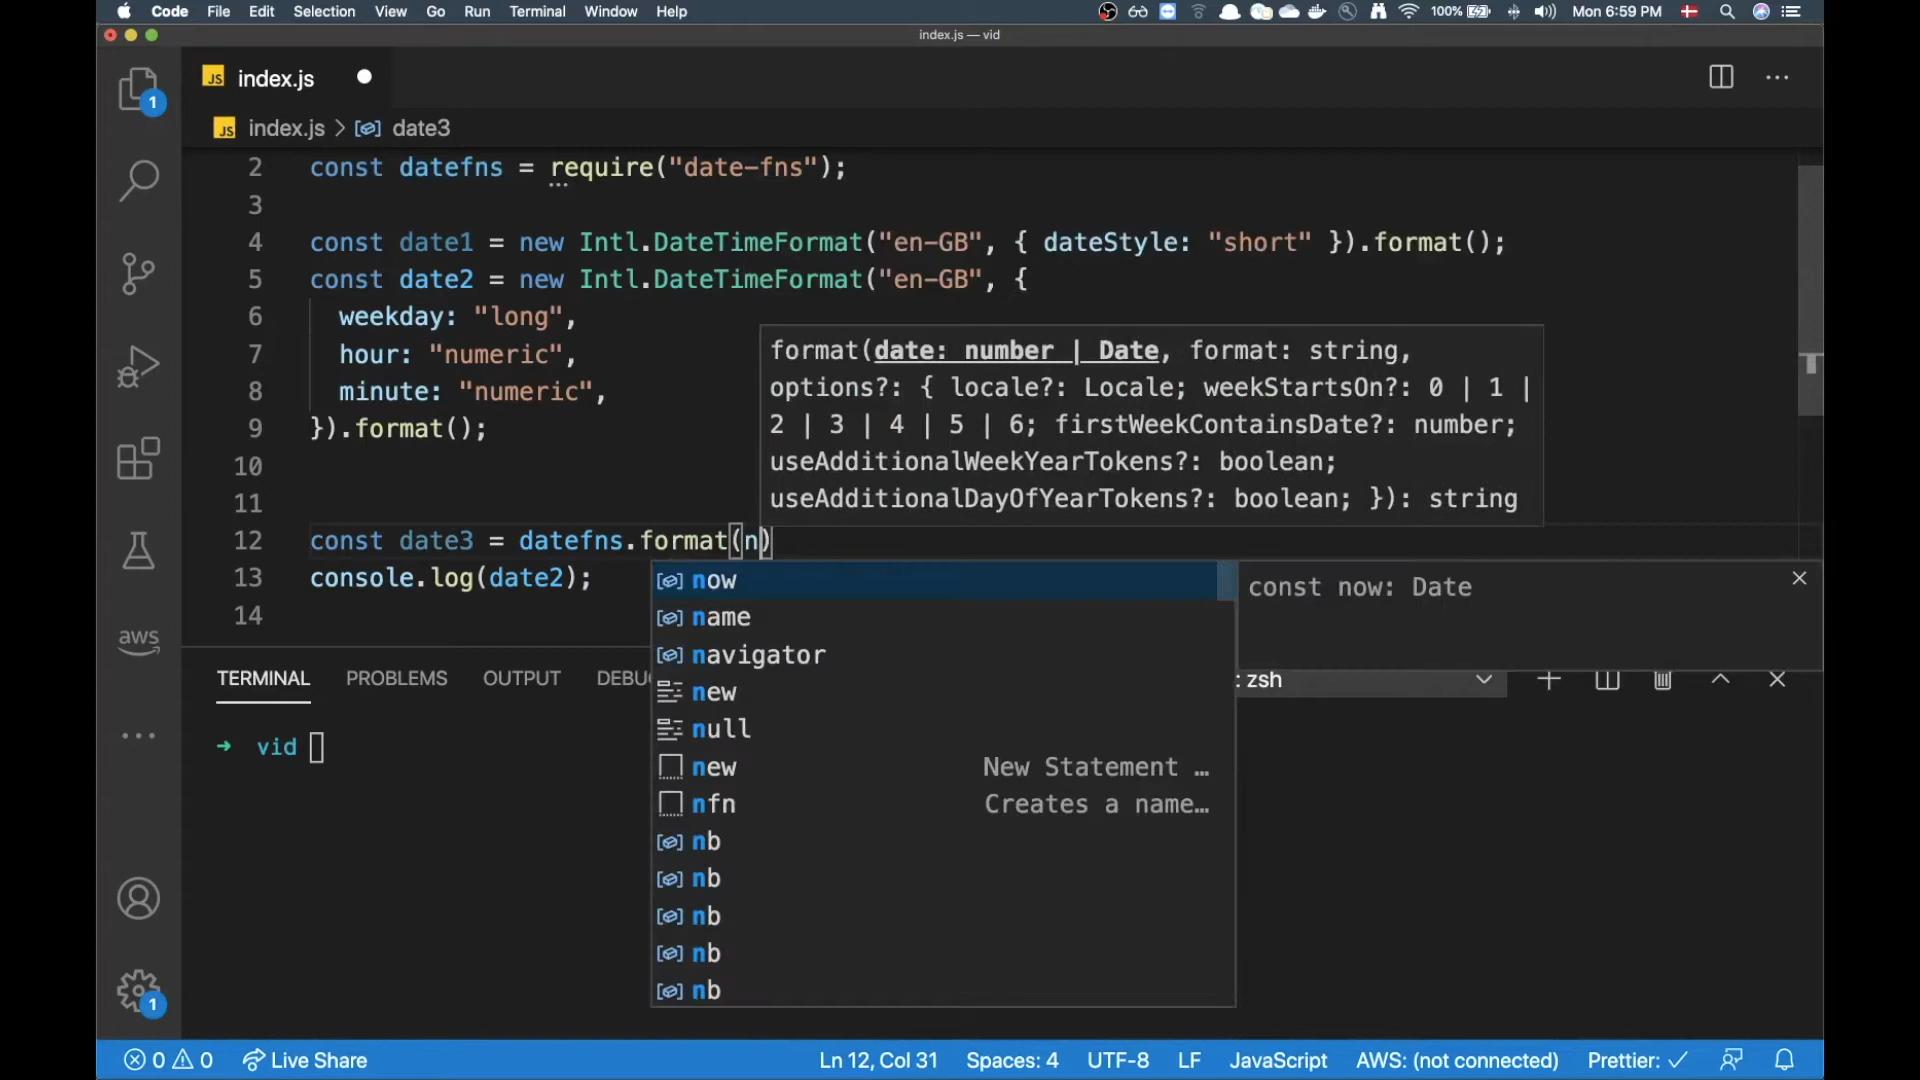 Code File Edit Selection View Go Run Terminal Window Help 100% Mon 6:59 PM
index.js — vid
JS index.js
JS index.js > date3
1
2 const datefns = require("date-fns");
3
4 const date1 = new Intl.DateTimeFormat("en-GB", { dateStyle: "short" }).format();
5 const date2 = new Intl.DateTimeFormat("en-GB", {
6 weekday: "long",
7 hour: "numeric",
8 minute: "numeric",
9 }).format();
10
11
12 const date3 = datefns.format(n)
13 console.log(date2);
14
format(date: number | Date, format: string,
options?: { locale?: Locale; weekStartsOn?: 0 | 1 |
2 | 3 | 4 | 5 | 6; firstWeekContainsDate?: number;
useAdditionalWeekYearTokens?: boolean;
useAdditionalDayOfYearTokens?: boolean; }): string
now
name
navigator
new
null
new New Statement …
nfn Creates a name…
nb
nb
nb
nb
nb
const now: Date
aws
TERMINAL PROBLEMS OUTPUT DEBU : zsh
→ vid
1
0 0 Live Share Ln 12, Col 31 Spaces: 4 UTF-8 LF JavaScript AWS: (not connected) Prettier: ✓